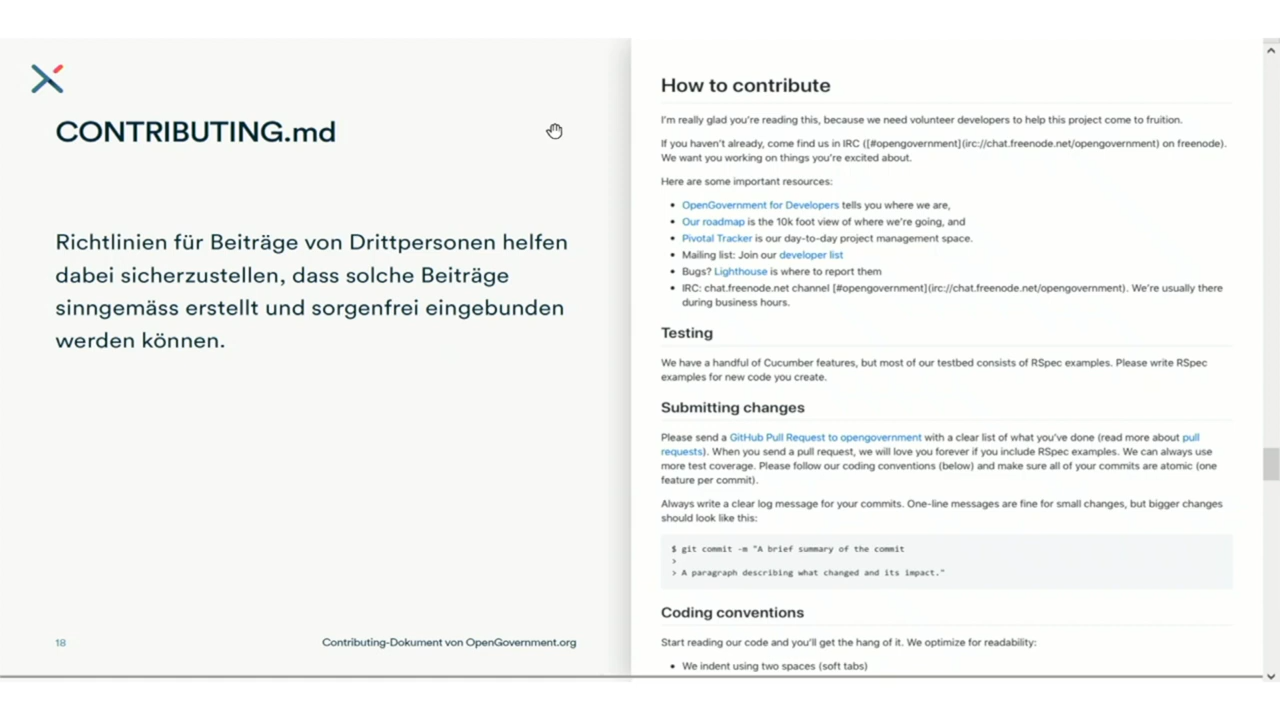 CONTRIBUTING.md
Richtlinien für Beiträge von Drittpersonen helfen
dabei sicherzustellen, dass solche Beiträge
sinngemäss erstellt und sorgenfrei eingebunden
werden können.
18
Contributing-Dokument von OpenGovernment.org
How to contribute
I'm really glad you're reading this, because we need volunteer developers to help this project come to fruition.
If you haven't already, come find us in IRC ([#opengovernment](irc://chat.freenode.net/opengovernment) on freenode).
We want you working on things you're excited about.
Here are some important resources:
• OpenGovernment for Developers tells you where we are,
• Our roadmap is the 10k foot view of where we're going, and
• Pivotal Tracker is our day-to-day project management space.
• Mailing list: Join our developer list
• Bugs? Lighthouse is where to report them
• IRC: chat.freenode.net channel [#opengovernment](irc://chat.freenode.net/opengovernment). We're usually there
during business hours.
Testing
We have a handful of Cucumber features, but most of our testbed consists of RSpec examples. Please write RSpec
examples for new code you create.
Submitting changes
Please send a GitHub Pull Request to opengovernment with a clear list of what you've done (read more about pull
requests). When you send a pull request, we will love you forever if you include RSpec examples. We can always use
more test coverage. Please follow our coding conventions (below) and make sure all of your commits are atomic (one
feature per commit).
Always write a clear log message for your commits. One-line messages are fine for small changes, but bigger changes
should look like this:
$ git commit -m "A brief summary of the commit
>
> A paragraph describing what changed and its impact."
Coding conventions
Start reading our code and you'll get the hang of it. We optimize for readability:
• We indent using two spaces (soft tabs)